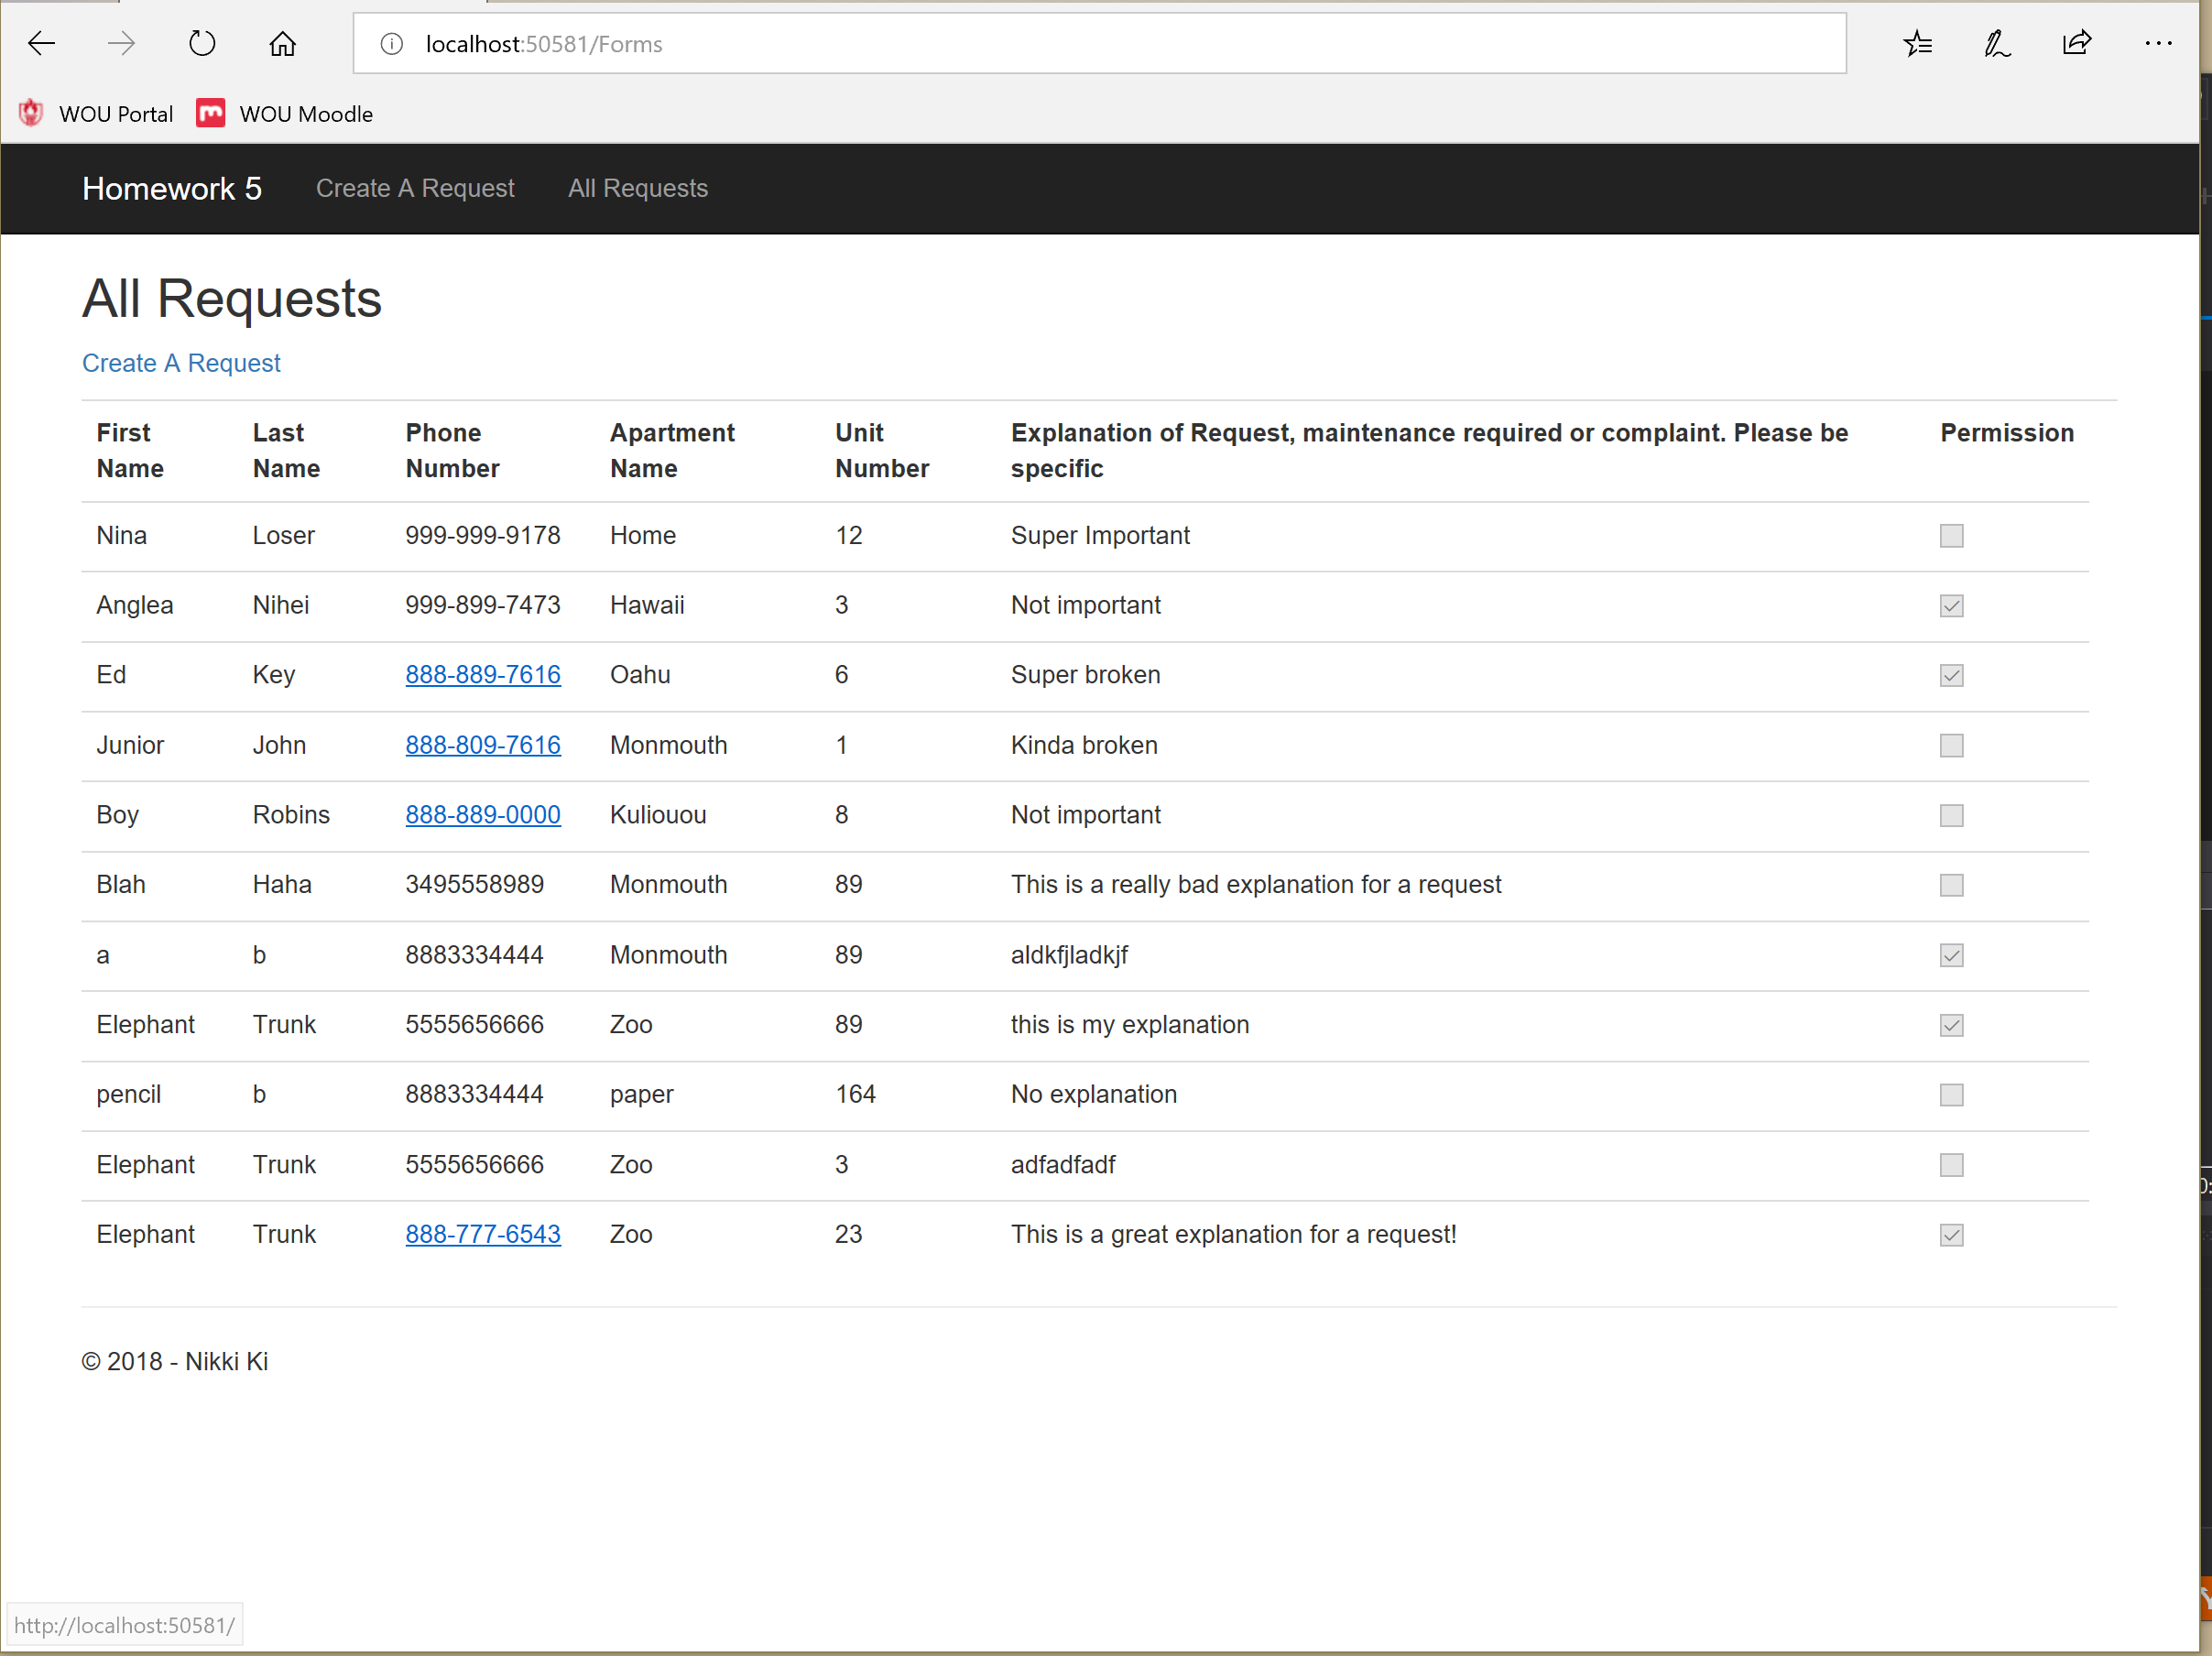 localhost:50581/Forms
WOU Portal WOU Moodle
Homework 5 Create A Request All Requests
All Requests
Create A Request
First Name Last Name Phone Number Apartment Name Unit Number Explanation of Request, maintenance required or complaint. Please be specific Permission
Nina Loser 999-999-9178 Home 12 Super Important
Anglea Nihei 999-899-7473 Hawaii 3 Not important
Ed Key 888-889-7616 Oahu 6 Super broken
Junior John 888-809-7616 Monmouth 1 Kinda broken
Boy Robins 888-889-0000 Kuliouou 8 Not important
Blah Haha 3495558989 Monmouth 89 This is a really bad explanation for a request
a b 8883334444 Monmouth 89 aldkfjladkjf
Elephant Trunk 5555656666 Zoo 89 this is my explanation
pencil b 8883334444 paper 164 No explanation
Elephant Trunk 5555656666 Zoo 3 adfadfadf
Elephant Trunk 888-777-6543 Zoo 23 This is a great explanation for a request!
© 2018 - Nikki Ki
http://localhost:50581/